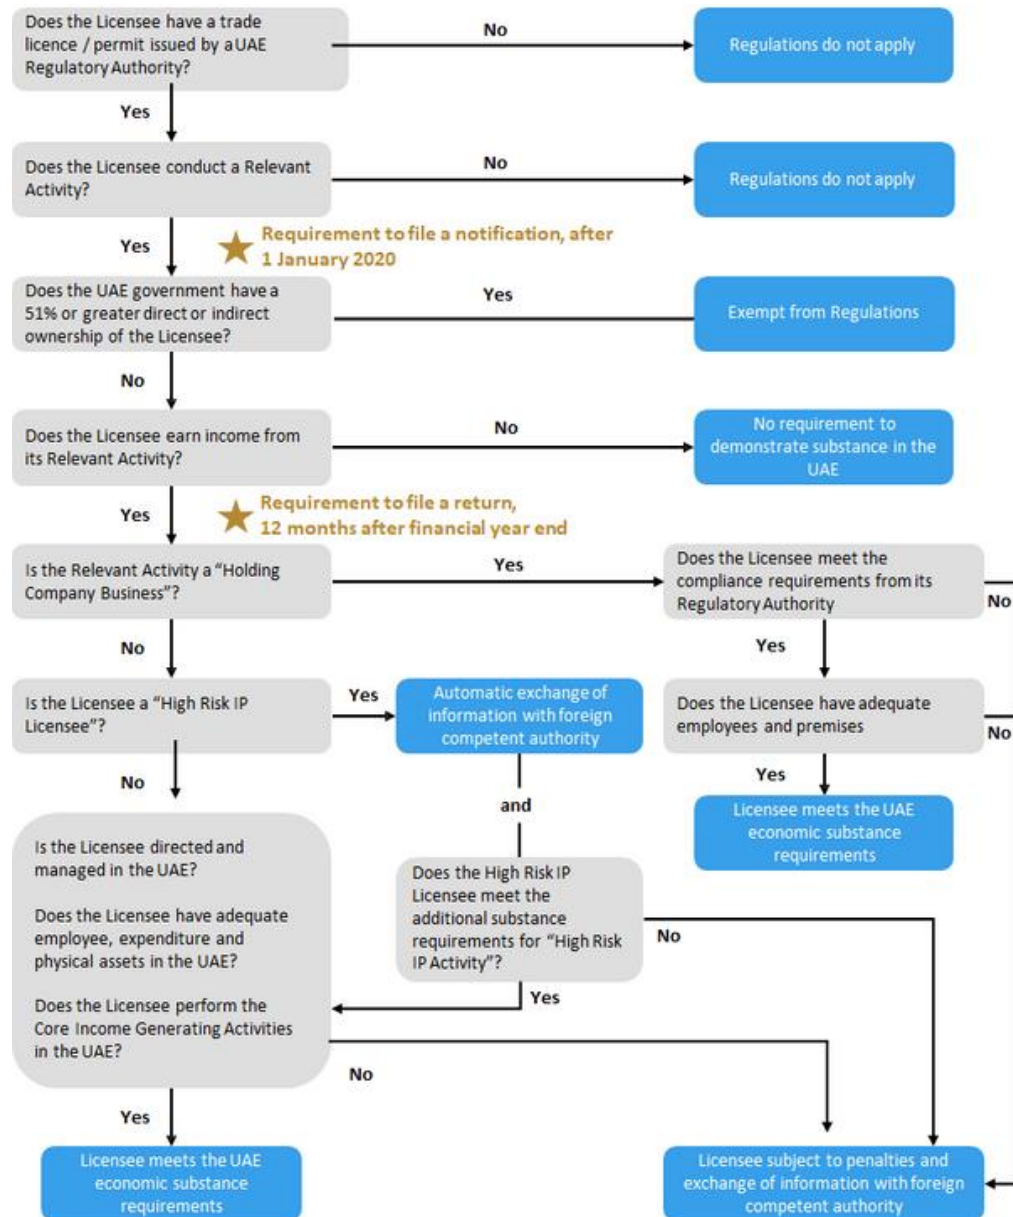 Does the Licensee have a trade
licence / permit issued by a UAE
Regulatory Authority?
No
Regulations do not apply
Yes
Does the Licensee conduct a Relevant
Activity?
No
Regulations do not apply
Yes
Requirement to file a notification, after
1 January 2020
Does the UAE government have a
51% or greater direct or indirect
ownership of the Licensee?
Yes
Exempt from Regulations
No
Does the Licensee earn income from
its Relevant Activity?
No
No requirement to
demonstrate substance in the
UAE
Yes
Requirement to file a return,
12 months after financial year end
Is the Relevant Activity a “Holding
Company Business”?
Yes
Does the Licensee meet the
compliance requirements from its
Regulatory Authority
No
No
Yes
Is the Licensee a “High Risk IP
Licensee”?
Yes
Automatic exchange of
information with foreign
competent authority
Does the Licensee have adequate
employees and premises
No
No
and
Yes
Licensee meets the UAE
economic substance
requirements
Is the Licensee directed and
managed in the UAE?
Does the Licensee have adequate
employee, expenditure and
physical assets in the UAE?
Does the Licensee perform the
Core Income Generating Activities
in the UAE?
Does the High Risk IP
Licensee meet the
additional substance
requirements for “High Risk
IP Activity”?
No
Yes
No
Yes
Licensee meets the UAE
economic substance
requirements
Licensee subject to penalties and
exchange of information with foreign
competent authority